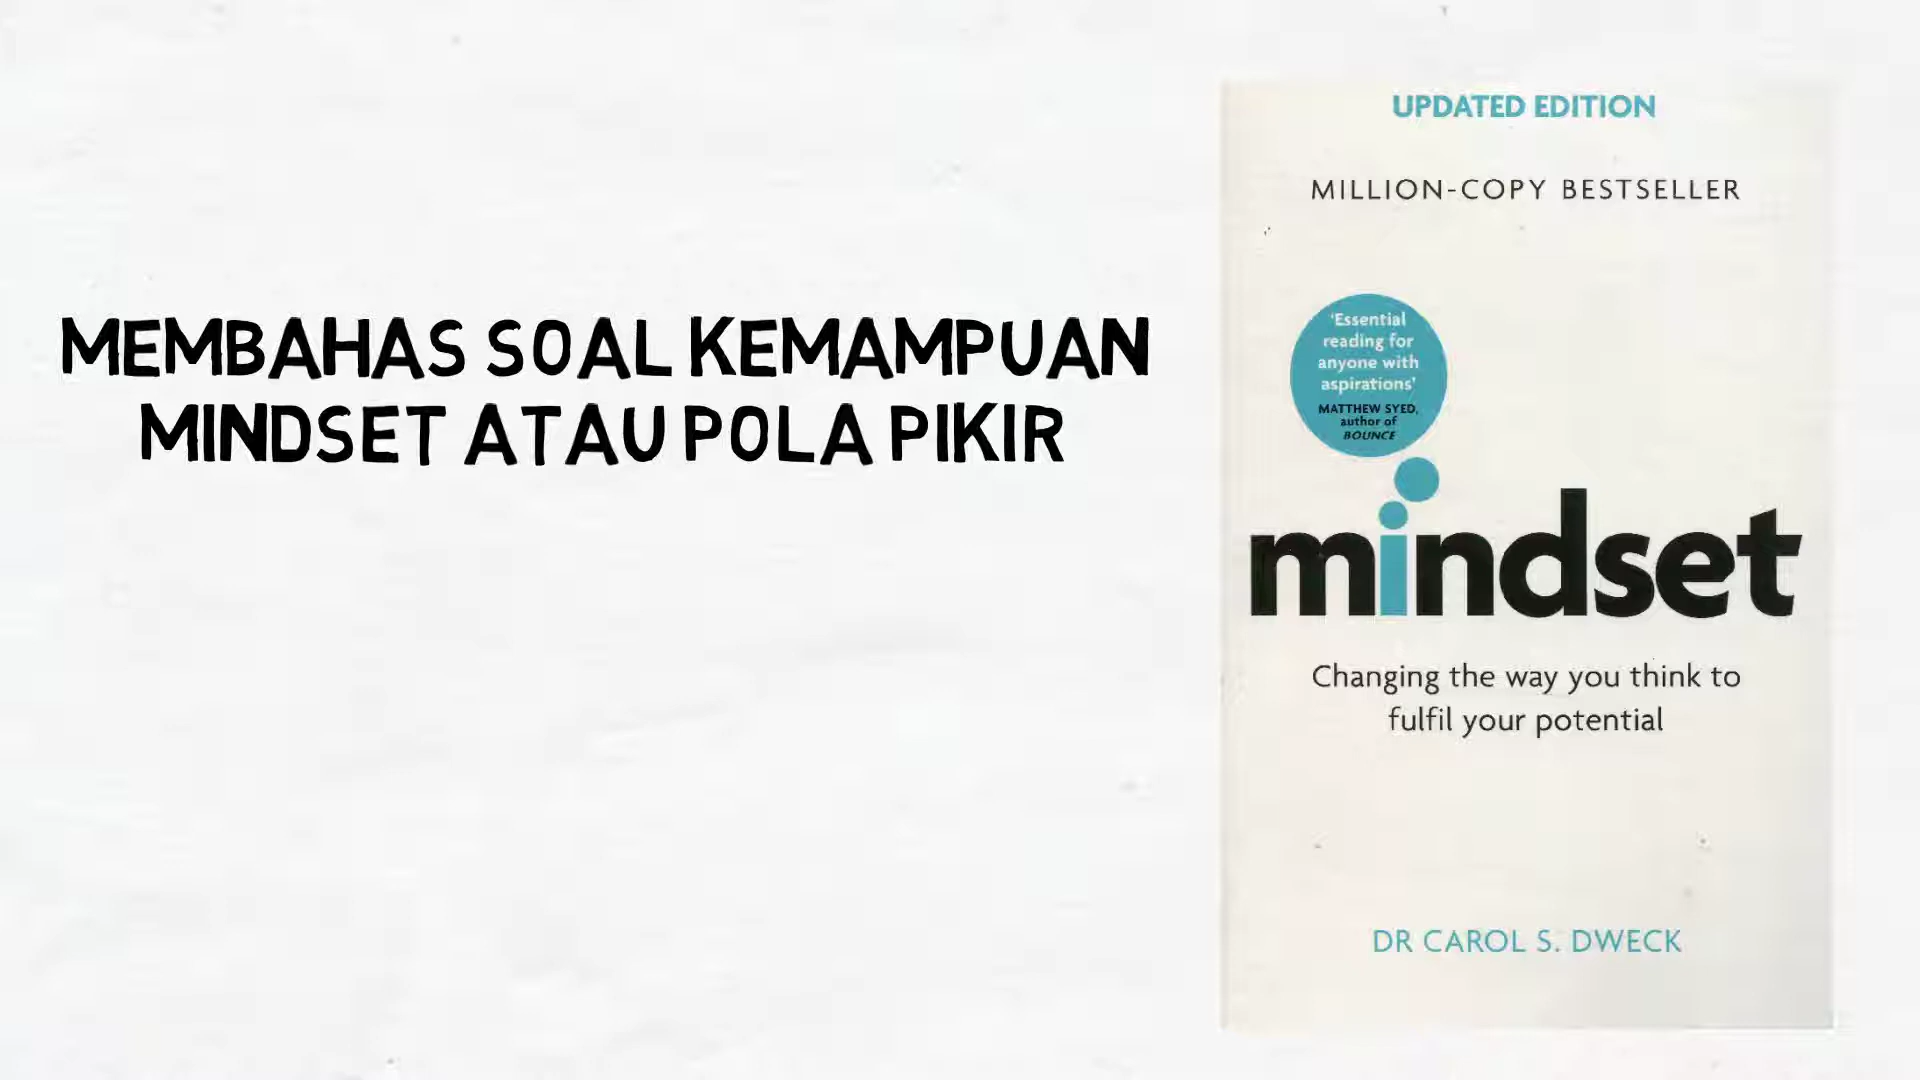 MEMBAHAS SOAL KEMAMPUAN
MINDSET ATAU POLA PIKIR
UPDATED EDITION
MILLION-COPY BESTSELLER
'Essential
reading for
anyone with
aspirations'
MATTHEW SYED,
author of
BOUNCE
mindset
Changing the way you think to
fulfil your potential
DR CAROL S. DWECK